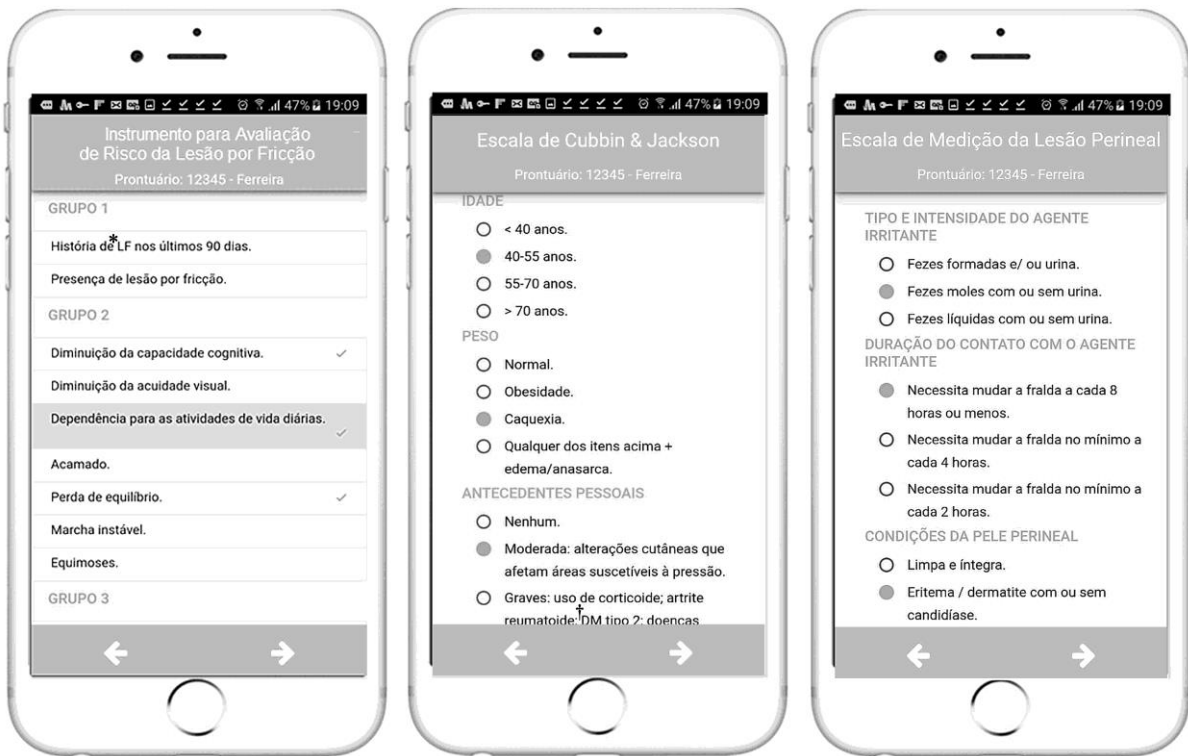 47% 19:09
Instrumento para Avaliação
de Risco da Lesão por Fricção
Prontuário: 12345 - Ferreira
GRUPO 1
História de* LF nos últimos 90 dias.
Presença de lesão por fricção.
GRUPO 2
Diminuição da capacidade cognitiva.
Diminuição da acuidade visual.
Dependência para as atividades de vida diárias.
Acamado.
Perda de equilíbrio.
Marcha instável.
Equimoses.
GRUPO 3
47% 19:09
Escala de Cubbin & Jackson
Prontuário: 12345 - Ferreira
IDADE
< 40 anos.
40-55 anos.
55-70 anos.
> 70 anos.
PESO
Normal.
Obesidade.
Caquexia.
Qualquer dos itens acima +
edema/anasarca.
ANTECEDENTES PESSOAIS
Nenhum.
Moderada: alterações cutâneas que
afetam áreas suscetíveis à pressão.
Graves: uso de corticoide; artrite
reumatoide; †DM tipo 2; doenças
47% 19:09
Escala de Medição da Lesão Perineal
Prontuário: 12345 - Ferreira
TIPO E INTENSIDADE DO AGENTE
IRRITANTE
Fezes formadas e/ ou urina.
Fezes moles com ou sem urina.
Fezes líquidas com ou sem urina.
DURAÇÃO DO CONTATO COM O AGENTE
IRRITANTE
Necessita mudar a fralda a cada 8
horas ou menos.
Necessita mudar a fralda no mínimo a
cada 4 horas.
Necessita mudar a fralda no mínimo a
cada 2 horas.
CONDIÇÕES DA PELE PERINEAL
Limpa e íntegra.
Eritema / dermatite com ou sem
candidíase.